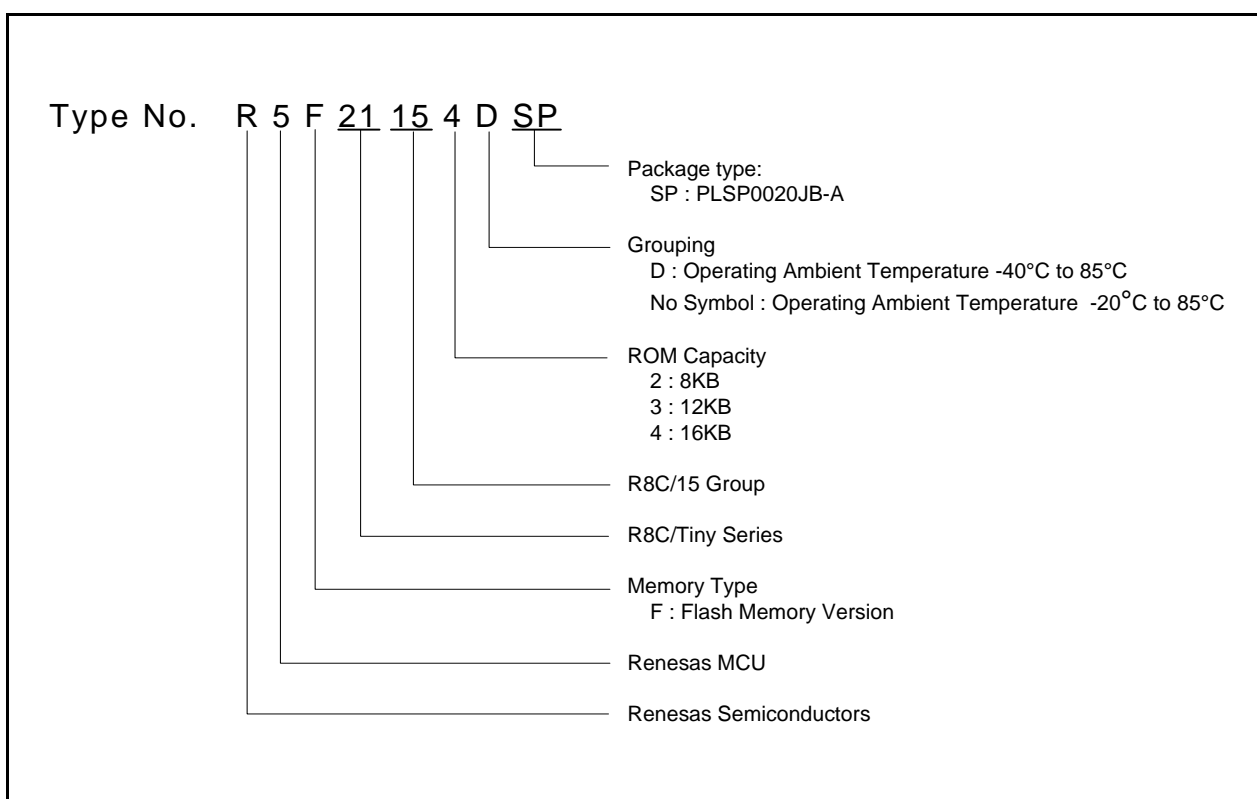 Type No. R 5 F 21 15 4 D SP
Package type:
SP : PLSP0020JB-A
Grouping
D : Operating Ambient Temperature -40°C to 85°C
No Symbol : Operating Ambient Temperature -20°C to 85°C
ROM Capacity
2 : 8KB
3 : 12KB
4 : 16KB
R8C/15 Group
R8C/Tiny Series
Memory Type
F : Flash Memory Version
Renesas MCU
Renesas Semiconductors